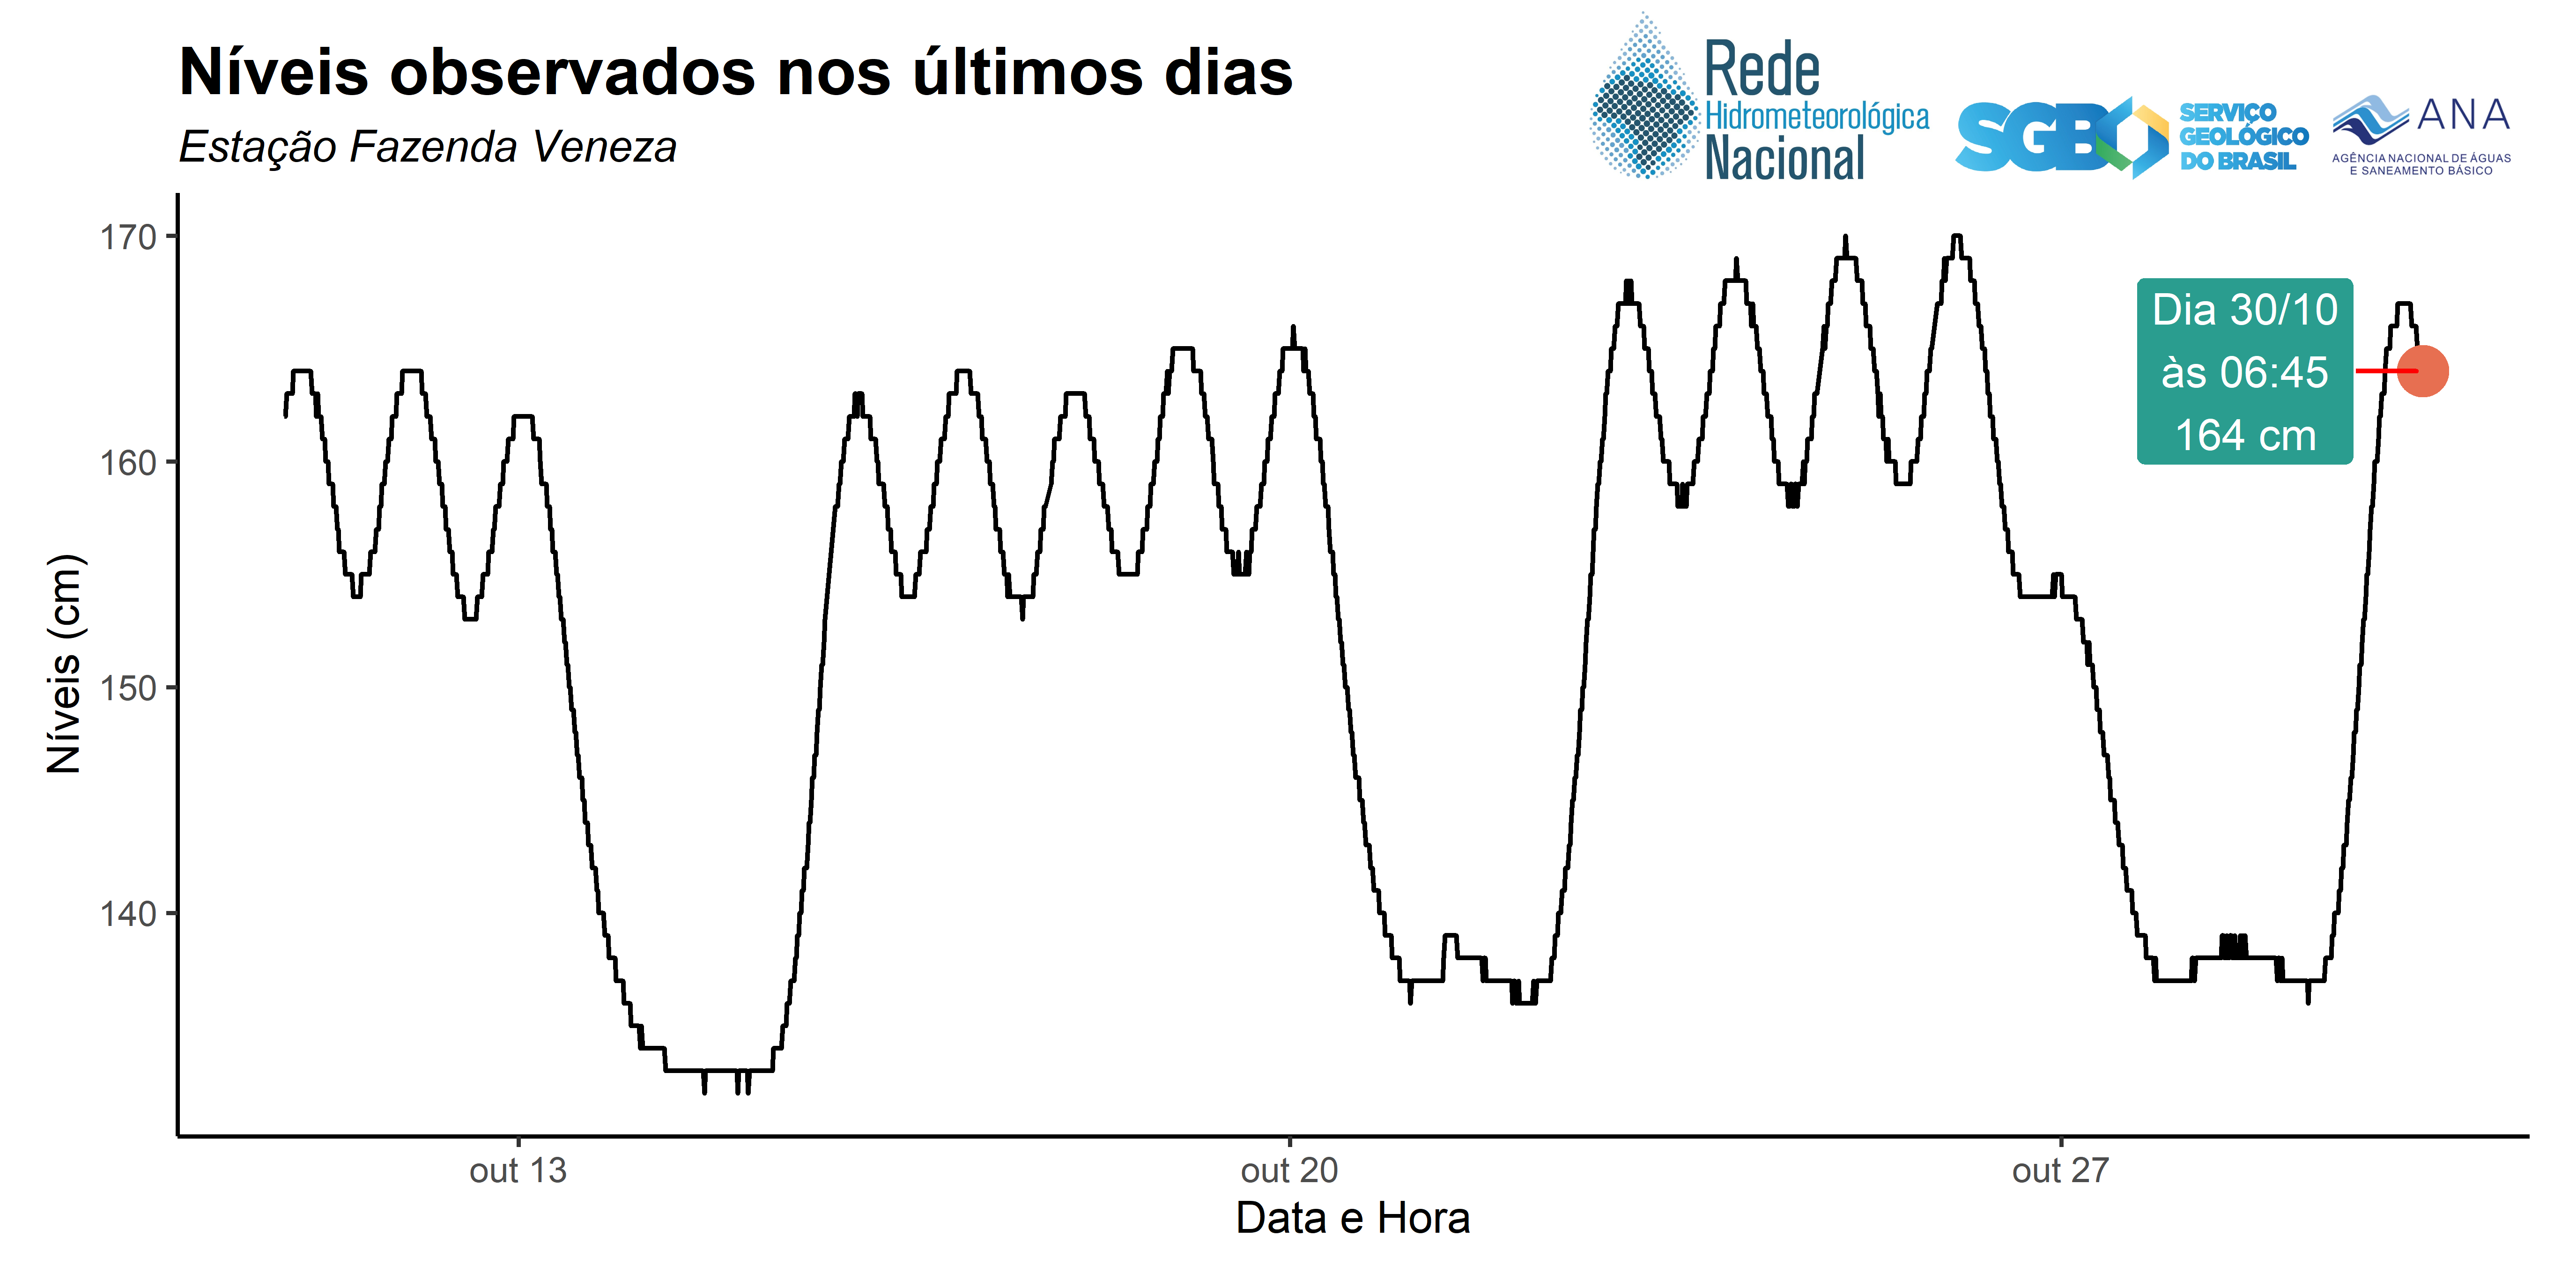 Níveis observados nos últimos dias
Estação Fazenda Veneza
Rede
Hidrometeorológica
Nacional
SGB
SERVIÇO
GEOLÓGICO
DO BRASIL
ANA
AGÊNCIA NACIONAL DE ÁGUAS
E SANEAMENTO BÁSICO
170
160
150
140
Níveis (cm)
Dia 30/10
às 06:45
164 cm
out 13
out 20
out 27
Data e Hora